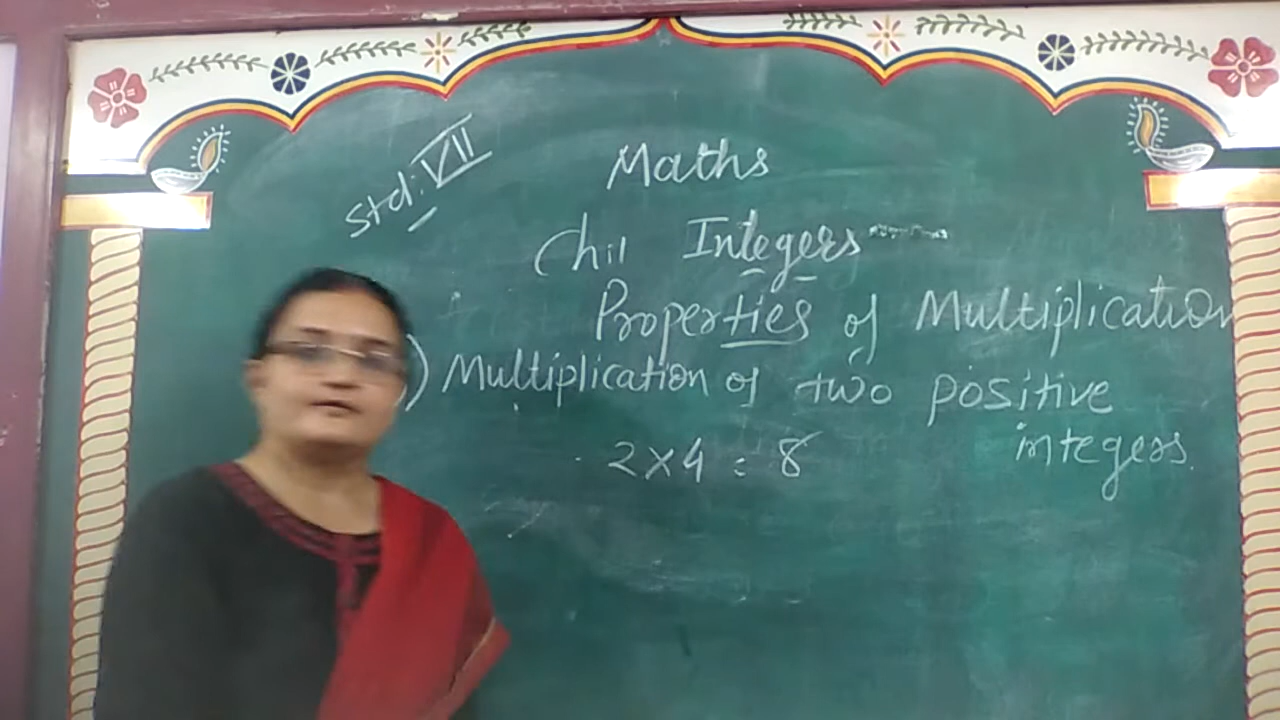 Std: VII
Maths
Ch:1 Integers
Properties of Multiplication
) Multiplication of two positive
integers.
2×4 = 8